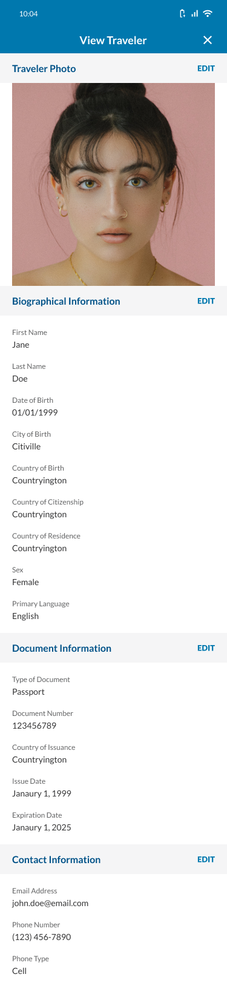 10:04
View Traveler
Traveler Photo EDIT
Biographical Information EDIT
First Name
Jane
Last Name
Doe
Date of Birth
01/01/1999
City of Birth
Citiville
Country of Birth
Countryington
Country of Citizenship
Countryington
Country of Residence
Countryington
Sex
Female
Primary Language
English
Document Information EDIT
Type of Document
Passport
Document Number
123456789
Country of Issuance
Countryington
Issue Date
Janaury 1, 1999
Expiration Date
Janaury 1, 2025
Contact Information EDIT
Email Address
john.doe@email.com
Phone Number
(123) 456-7890
Phone Type
Cell